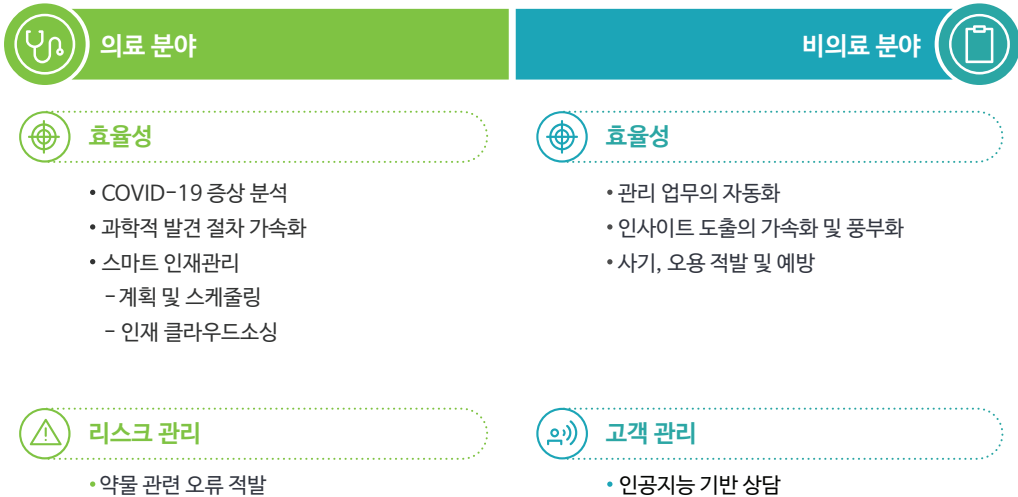 의료 분야
비의료 분야
효율성
• COVID-19 증상 분석
• 과학적 발견 절차 가속화
• 스마트 인재관리
- 계획 및 스케줄링
- 인재 클라우드소싱
효율성
• 관리 업무의 자동화
• 인사이트 도출의 가속화 및 풍부화
• 사기, 오용 적발 및 예방
리스크 관리
• 약물 관련 오류 적발
고객 관리
• 인공지능 기반 상담